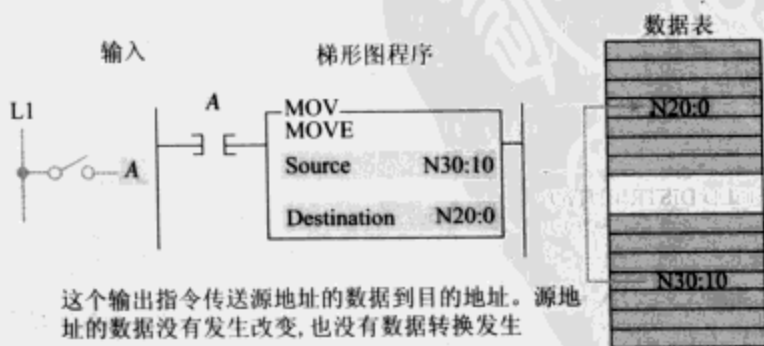 输入
梯形图程序
数据表
L1
A
A
MOV
MOVE
Source N30:10
Destination N20:0
N20:0
N30:10
这个输出指令传送源地址的数据到目的地址。源地
址的数据没有发生改变, 也没有数据转换发生